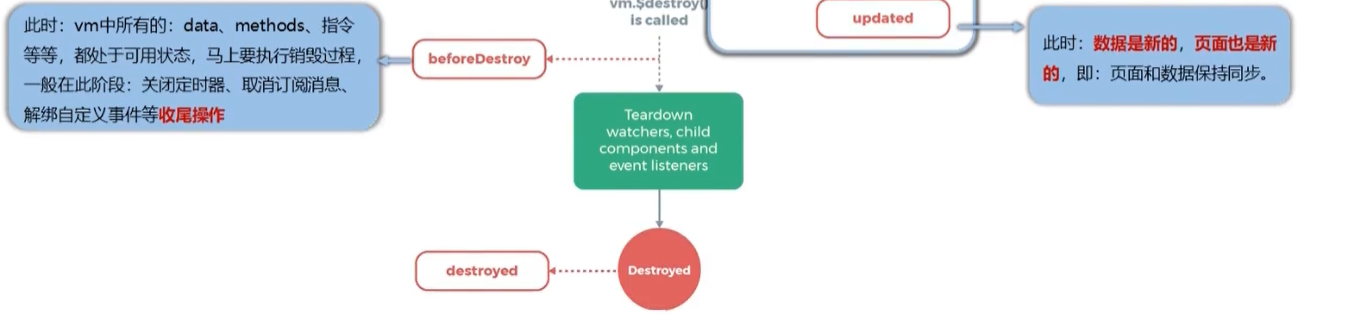 此时：vm中所有的：data、methods、指令
等等，都处于可用状态，马上要执行销毁过程，
一般在此阶段：关闭定时器、取消订阅消息、
解绑自定义事件等收尾操作
beforeDestroy
vm.$destroy()
is called
updated
此时：数据是新的，页面也是新
的，即：页面和数据保持同步。
Teardown
watchers, child
components and
event listeners
destroyed
Destroyed